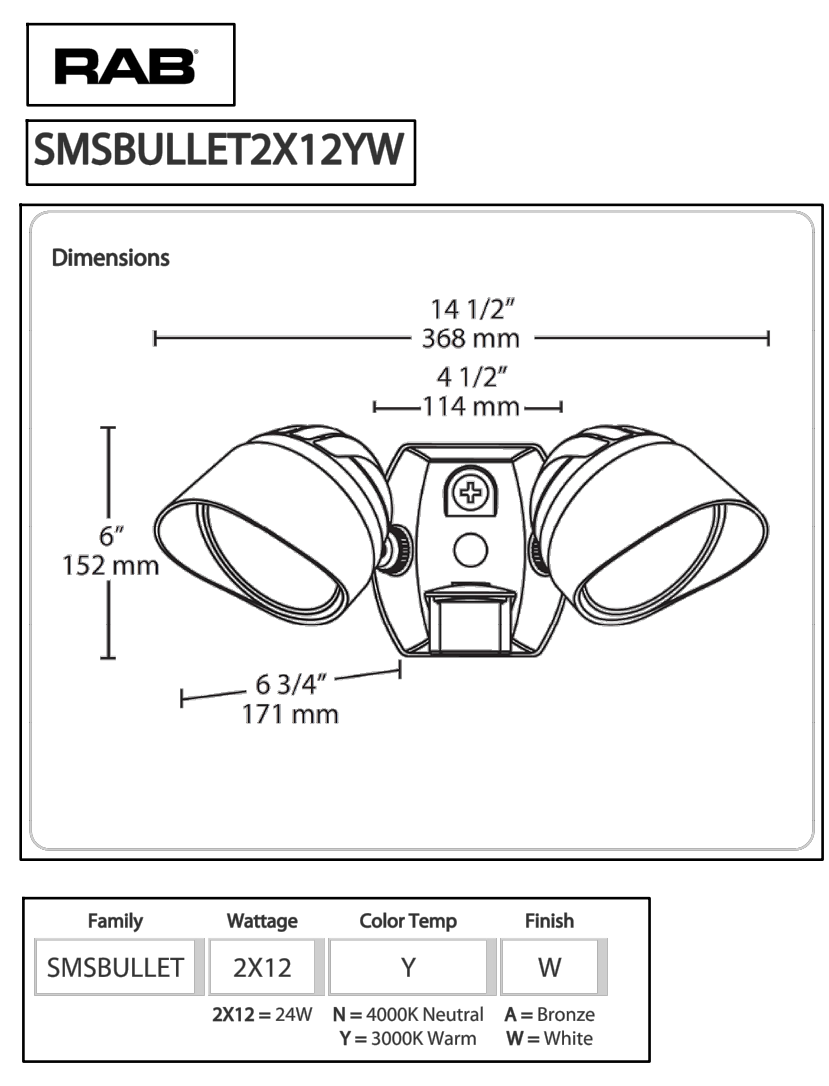 RAB®
SMSBULLET2X12YW
Dimensions
14 1/2”
368 mm
4 1/2”
114 mm
6”
152 mm
6 3/4”
171 mm
Family Wattage Color Temp Finish
SMSBULLET 2X12 Y W
2X12 = 24W N = 4000K Neutral A = Bronze
Y = 3000K Warm W = White